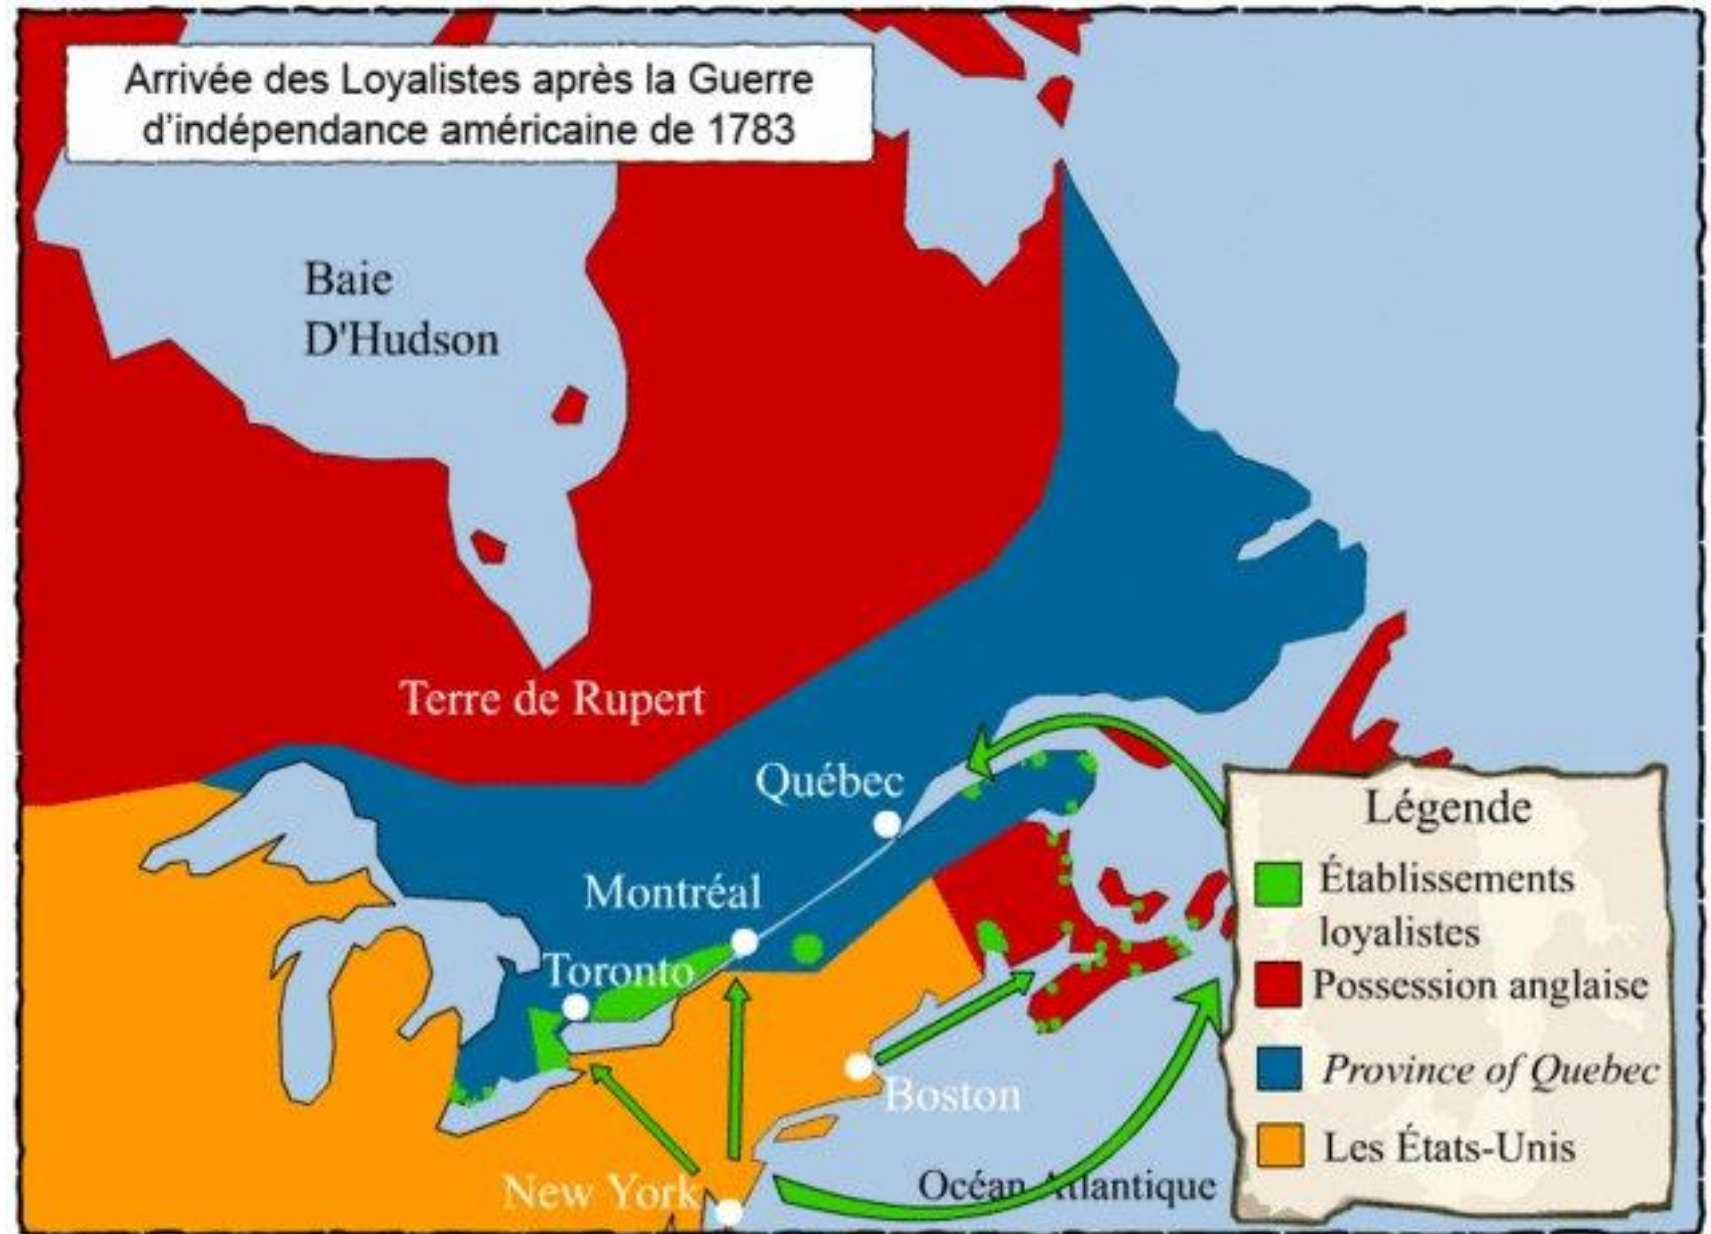 Arrivée des Loyalistes après la Guerre
d'indépendance américaine de 1783
Baie
D'Hudson
Terre de Rupert
Québec
Montréal
Toronto
Boston
New York
Océan Atlantique
Légende
Établissements
loyalistes
Possession anglaise
Province of Quebec
Les États-Unis